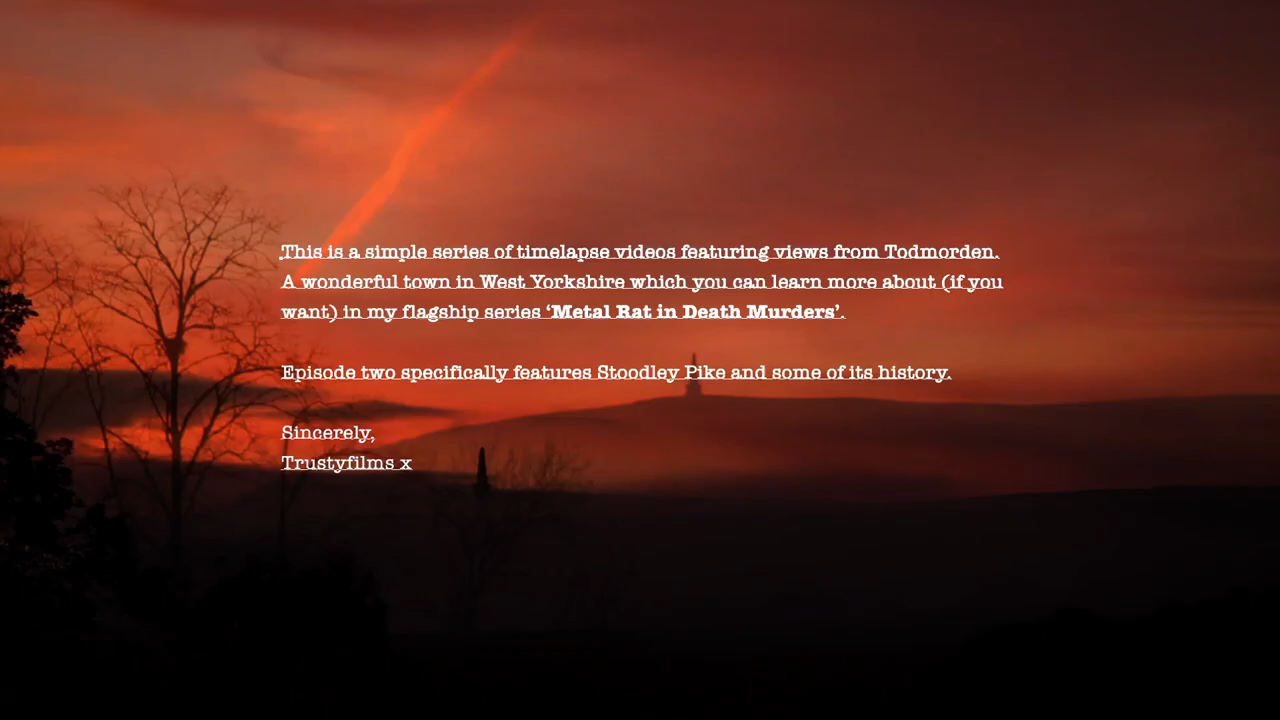 This is a simple series of timelapse videos featuring views from Todmorden.
A wonderful town in West Yorkshire which you can learn more about (if you
want) in my flagship series ‘Metal Rat in Death Murders’.
Episode two specifically features Stoodley Pike and some of its history.
Sincerely,
Trustyfilms x